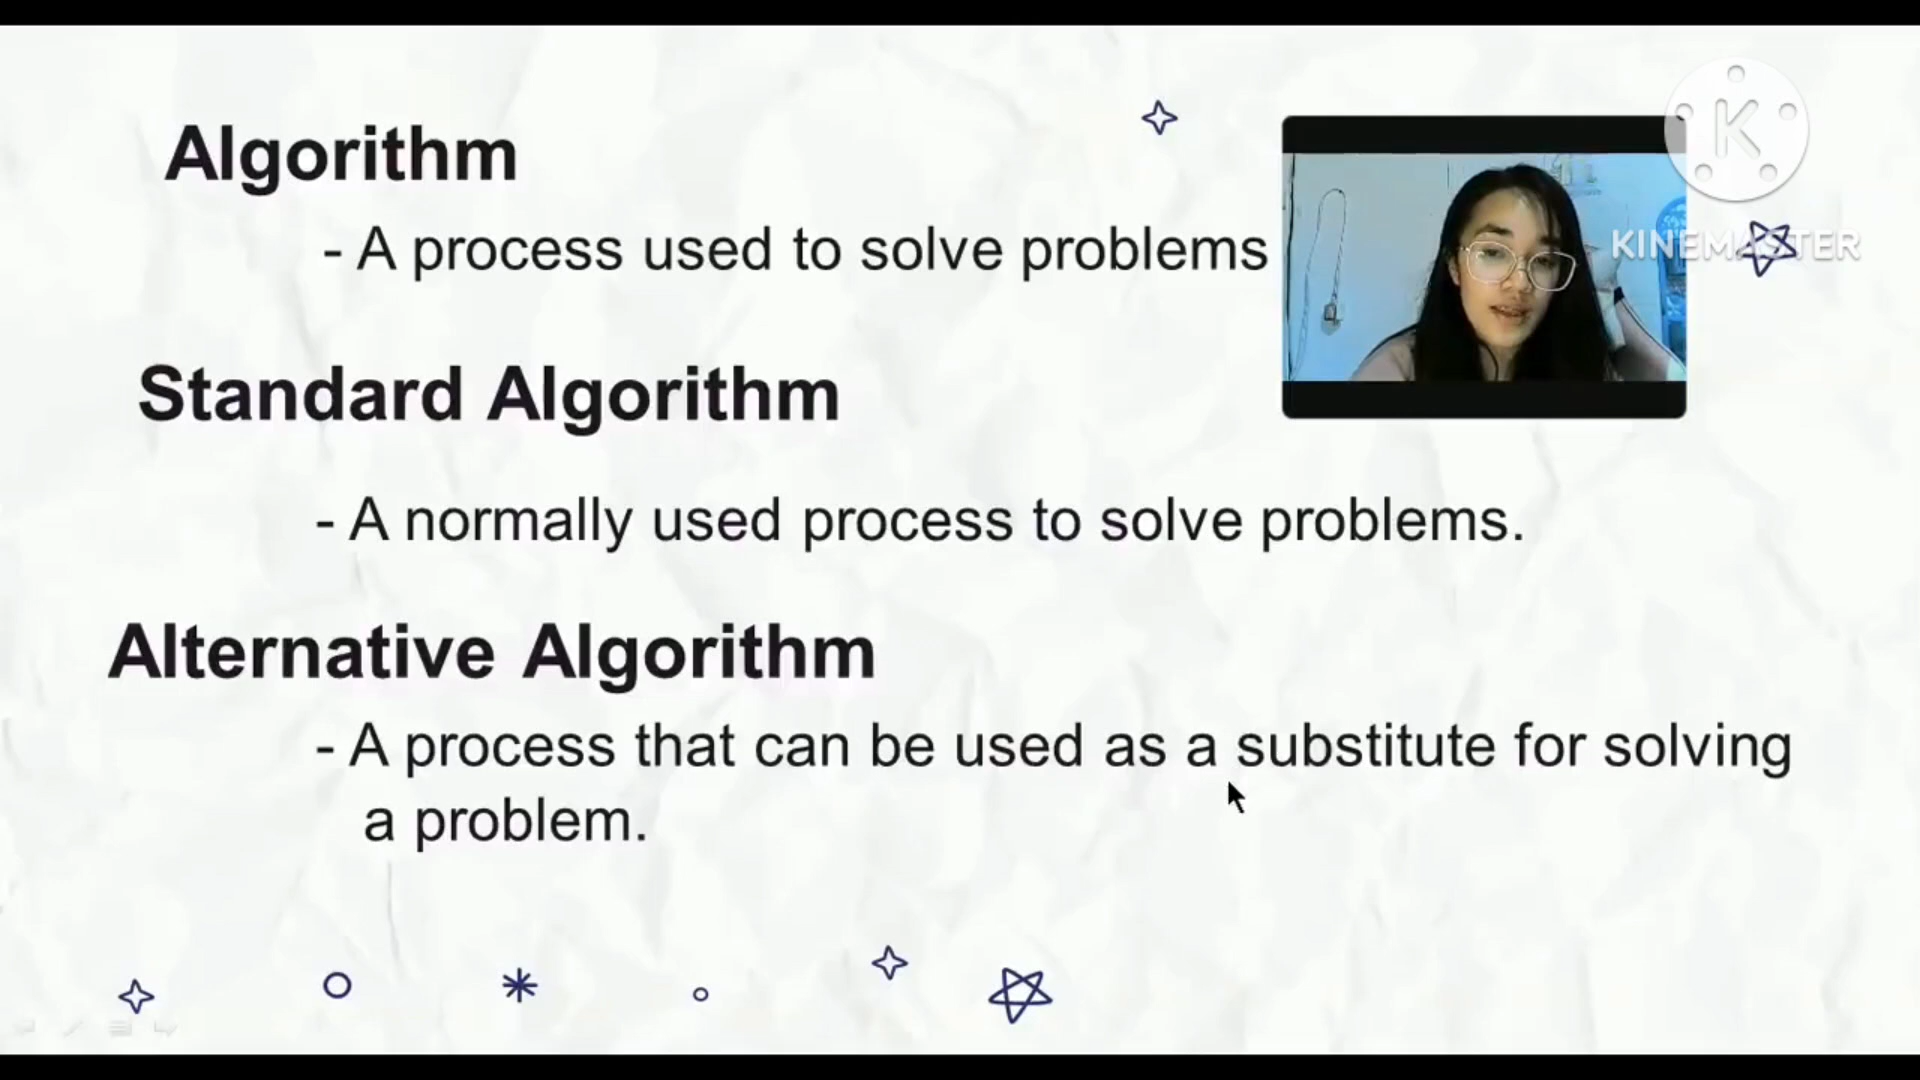 Algorithm
- A process used to solve problems
K
KINEMASTER
Standard Algorithm
- A normally used process to solve problems.
Alternative Algorithm
- A process that can be used as a substitute for solving
a problem.